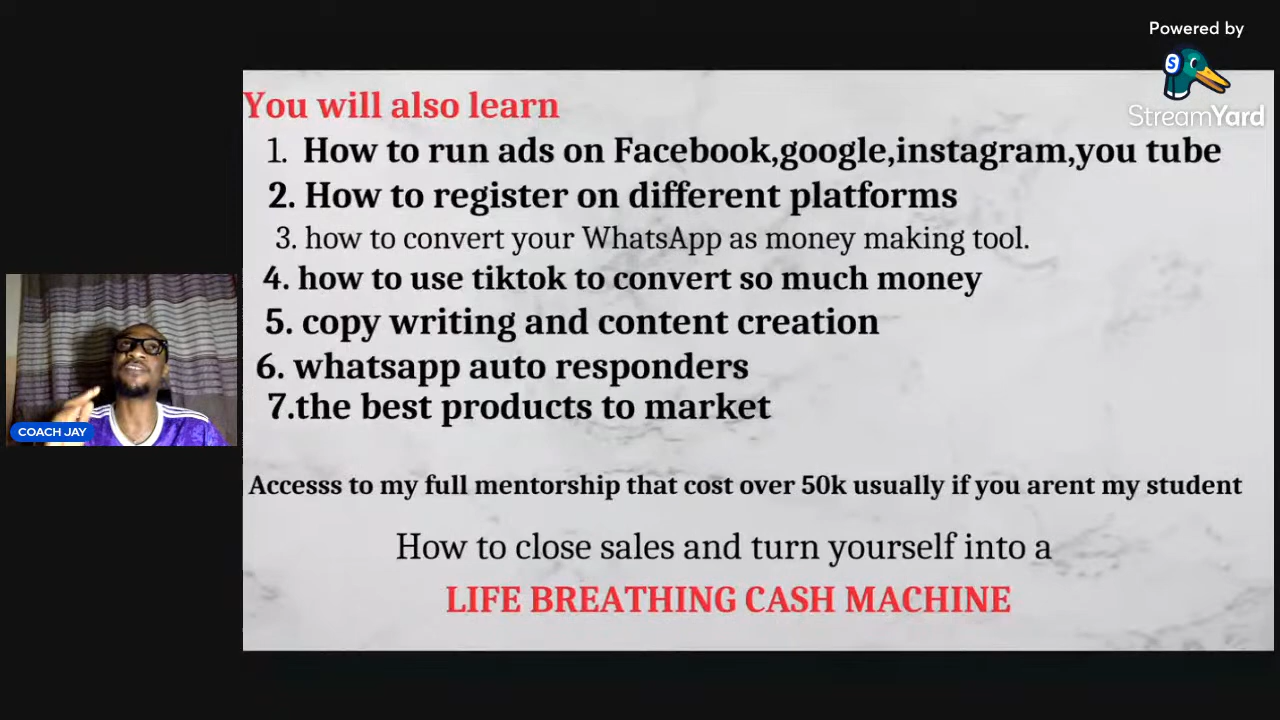 Powered by
StreamYard
You will also learn
1. How to run ads on Facebook,google,instagram,you tube
2. How to register on different platforms
3. how to convert your WhatsApp as money making tool.
4. how to use tiktok to convert so much money
5. copy writing and content creation
6. whatsapp auto responders
7.the best products to market
COACH JAY
Accesss to my full mentorship that cost over 50k usually if you arent my student
How to close sales and turn yourself into a
LIFE BREATHING CASH MACHINE